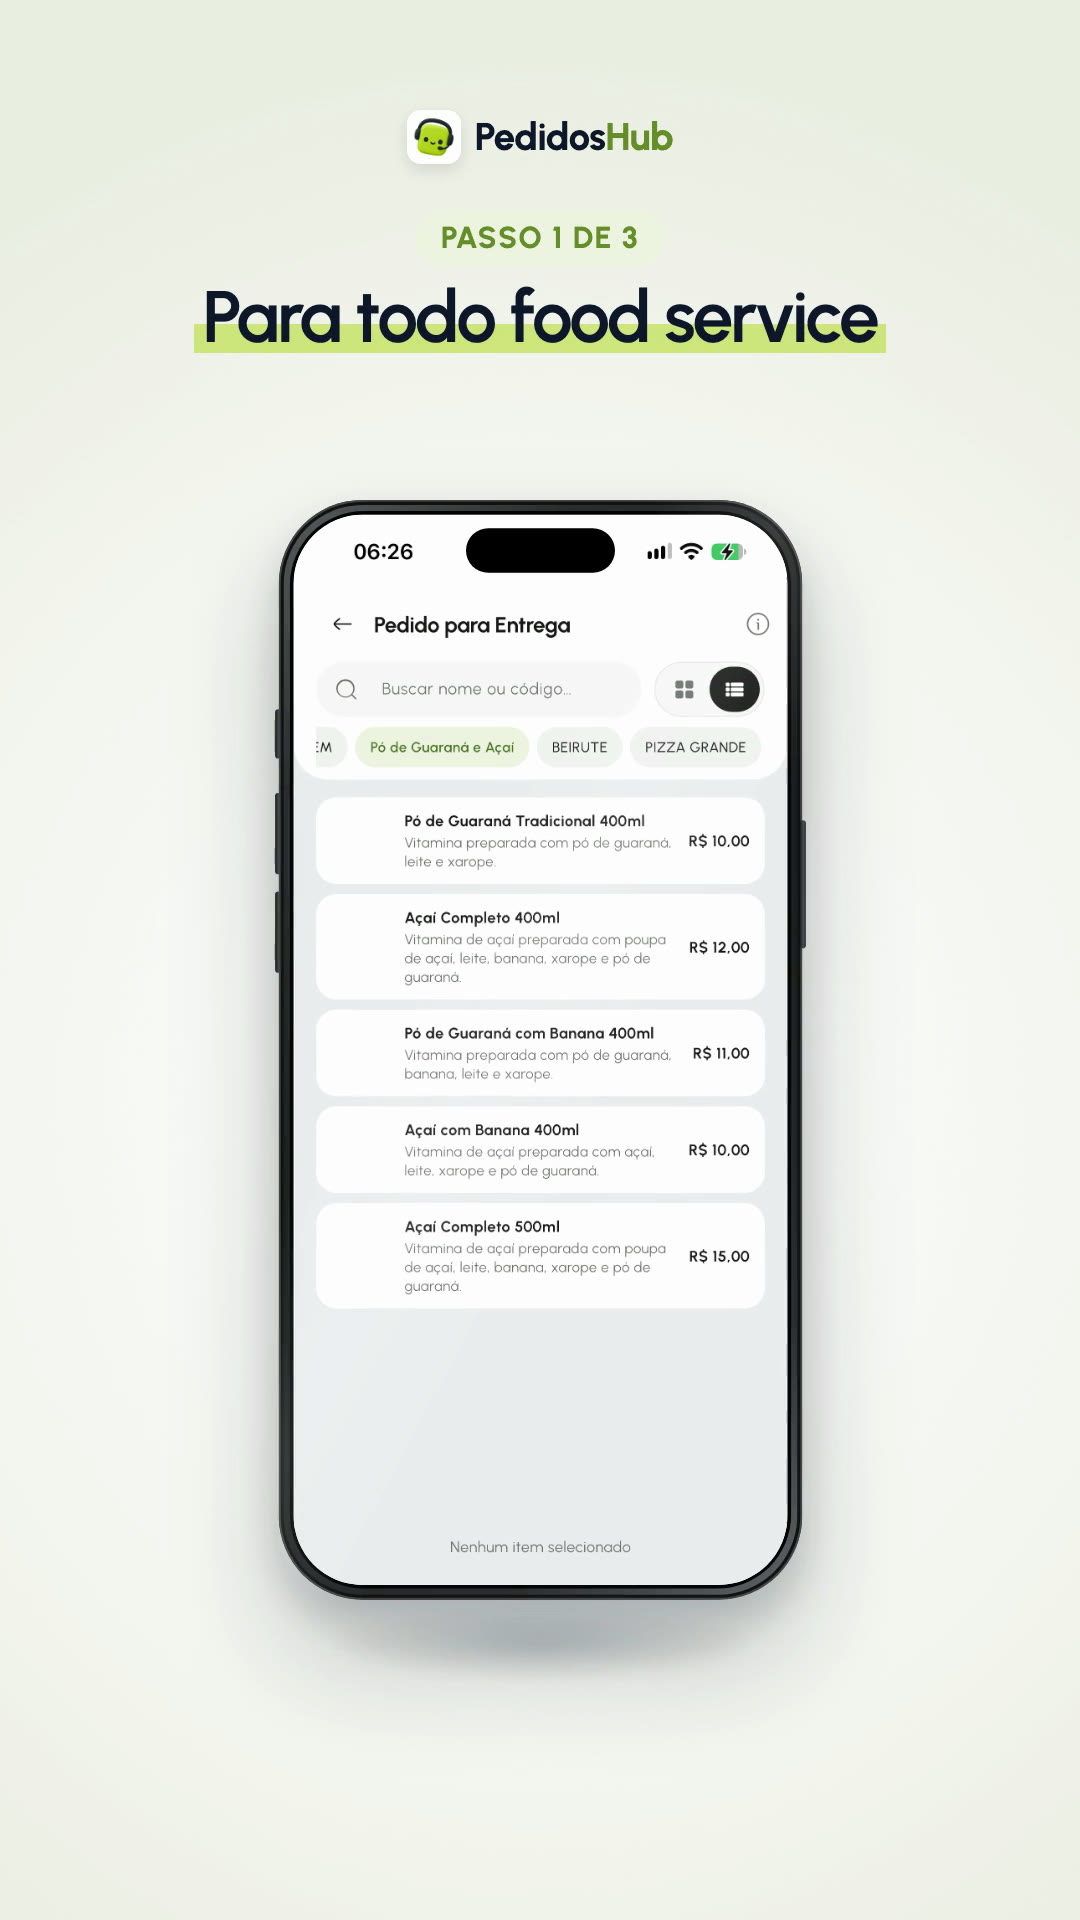 PedidosHub
PASSO 1 DE 3
Para todo food service
06:26
Pedido para Entrega
Buscar nome ou código...
EM
Pó de Guaraná e Açaí
BEIRUTE
PIZZA GRANDE
Pó de Guaraná Tradicional 400ml
Vitamina preparada com pó de guaraná,
leite e xarope.
R$ 10,00
Açaí Completo 400ml
Vitamina de açaí preparada com poupa
de açaí, leite, banana, xarope e pó de
guaraná.
R$ 12,00
Pó de Guaraná com Banana 400ml
Vitamina preparada com pó de guaraná,
banana, leite e xarope.
R$ 11,00
Açaí com Banana 400ml
Vitamina de açaí preparada com açaí,
leite, xarope e pó de guaraná.
R$ 10,00
Açaí Completo 500ml
Vitamina de açaí preparada com poupa
de açaí, leite, banana, xarope e pó de
guaraná.
R$ 15,00
Nenhum item selecionado